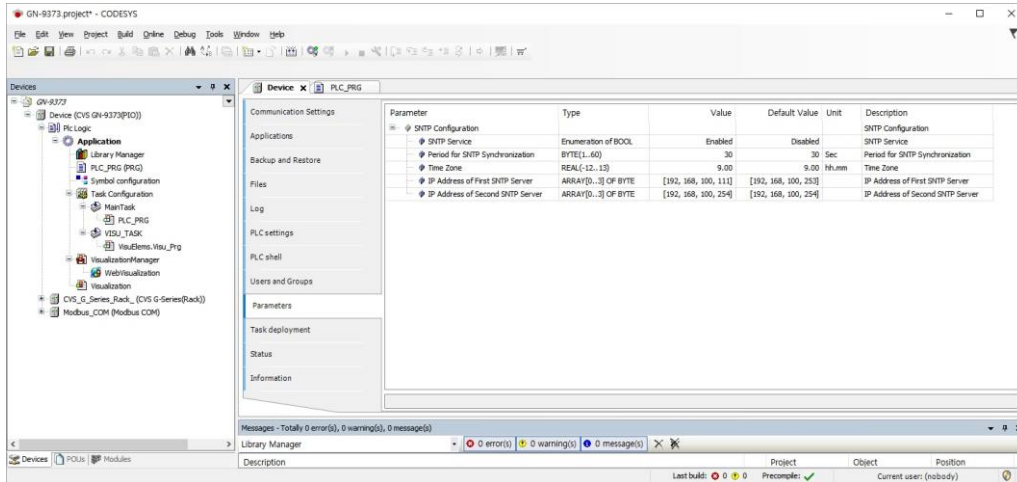 GN-9373.project* - CODESYS
File Edit View Project Build Online Debug Tools Window Help
Devices
GN-9373
Device (CVS GN-9373(PIO))
Plc Logic
Application
Library Manager
PLC_PRG (PRG)
Symbol configuration
Task Configuration
MainTask
PLC_PRG
VISU_TASK
VisuElems.Visu_Prg
VisualizationManager
WebVisualization
Visualization
CVS_G_Series_Rack_ (CVS G-Series(Rack))
Modbus_COM (Modbus COM)
Devices POUs Modules
Device PLC_PRG
Communication Settings
Applications
Backup and Restore
Files
Log
PLC settings
PLC shell
Users and Groups
Parameters
Task deployment
Status
Information
Parameter Type Value Default Value Unit Description
SNTP Configuration SNTP Configuration
SNTP Service Enumeration of BOOL Enabled Disabled SNTP Service
Period for SNTP Synchronization BYTE(1..60) 30 30 Sec Period for SNTP Synchronization
Time Zone REAL(-12..13) 9.00 9.00 hh.mm Time Zone
IP Address of First SNTP Server ARRAY[0..3] OF BYTE [192, 168, 100, 111] [192, 168, 100, 253] IP Address of First SNTP Server
IP Address of Second SNTP Server ARRAY[0..3] OF BYTE [192, 168, 100, 254] [192, 168, 100, 254] IP Address of Second SNTP Server
Messages - Totally 0 error(s), 0 warning(s), 0 message(s)
Library Manager 0 error(s) 0 warning(s) 0 message(s)
Description Project Object Position
Last build: 0 0 Precompile: Current user: (nobody)